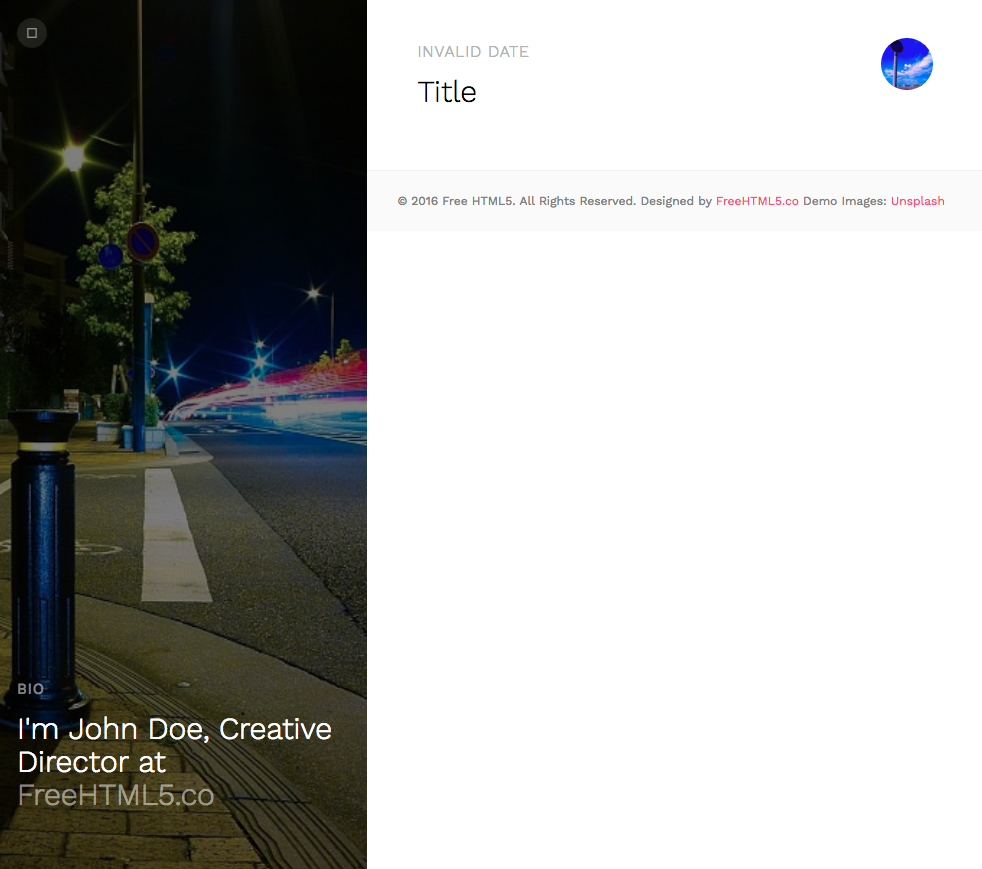 INVALID DATE
Title
© 2016 Free HTML5. All Rights Reserved. Designed by FreeHTML5.co Demo Images: Unsplash
BIO
I'm John Doe, Creative
Director at
FreeHTML5.co